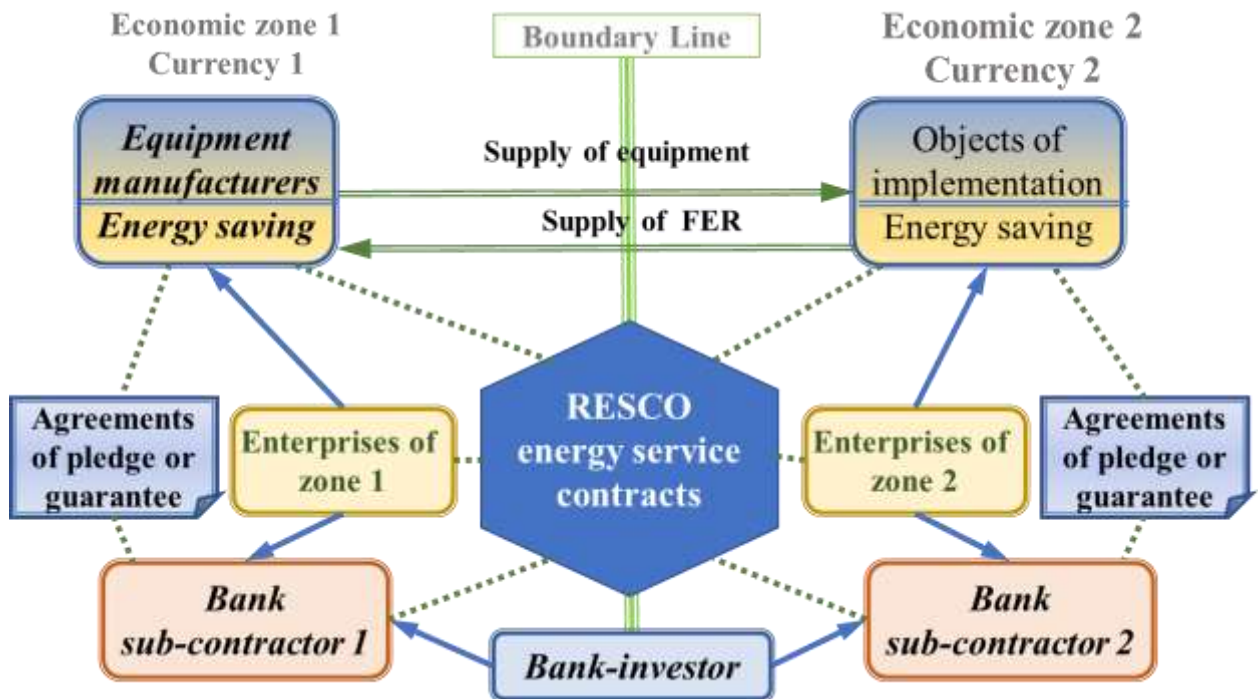 Economic zone 1
Currency 1
Boundary Line
Economic zone 2
Currency 2
Equipment
manufacturers
Energy saving
Supply of equipment
Supply of FER
Objects of
implementation
Energy saving
Agreements
of pledge or
guarantee
Enterprises of
zone 1
RESCO
energy service
contracts
Enterprises of
zone 2
Agreements
of pledge or
guarantee
Bank
sub-contractor 1
Bank-investor
Bank
sub-contractor 2